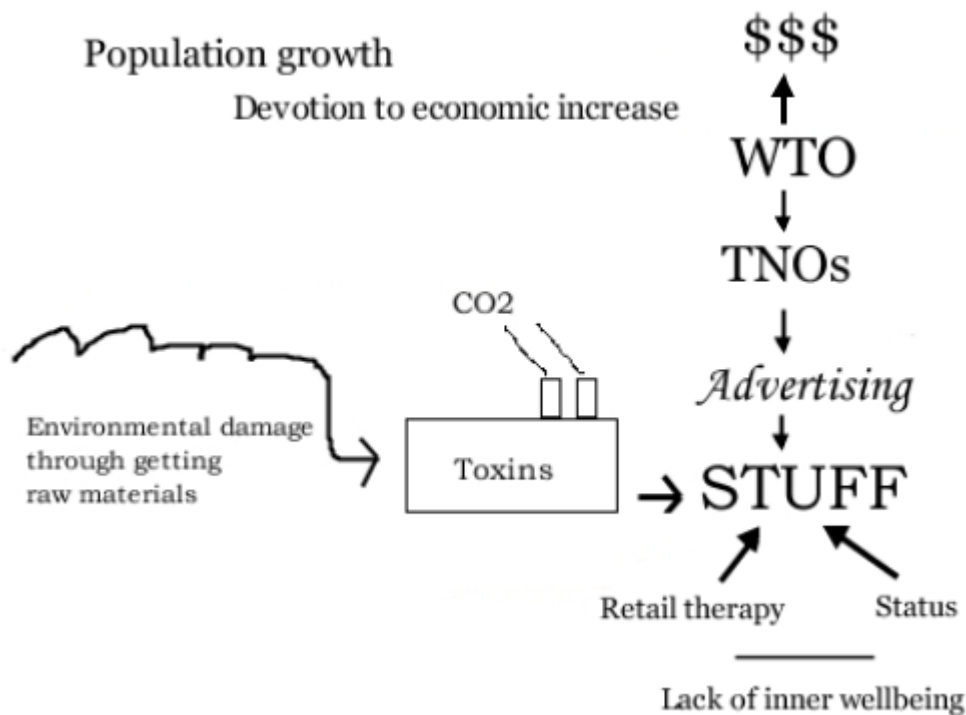 Population growth
$$$
Devotion to economic increase
WTO
TNOs
CO2
Advertising
Environmental damage
through getting
raw materials
Toxins
STUFF
Retail therapy
Status
Lack of inner wellbeing